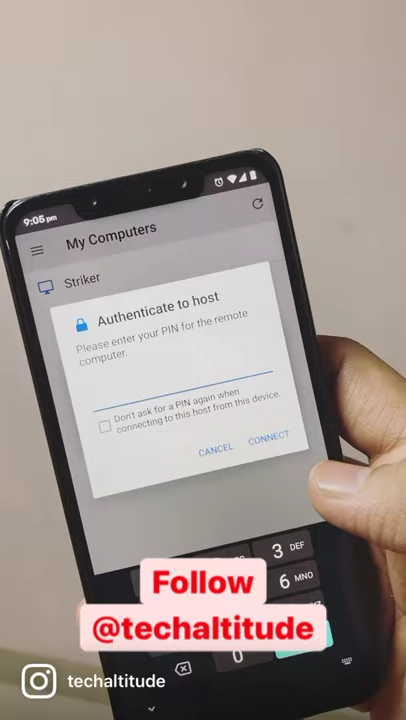 9:05 pm
My Computers
Striker
Authenticate to host
Please enter your PIN for the remote
computer.
Don't ask for a PIN again when
connecting to this host from this device.
CANCEL
CONNECT
3 DEF
6 MNO
0
Follow
@techaltitude
techaltitude